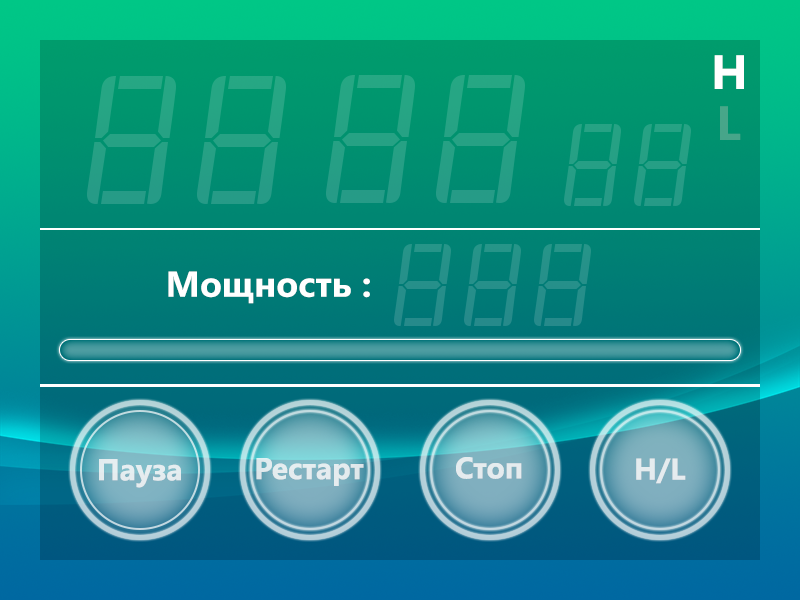 H
L
Мощность :
Пауза
Рестарт
Стоп
H/L